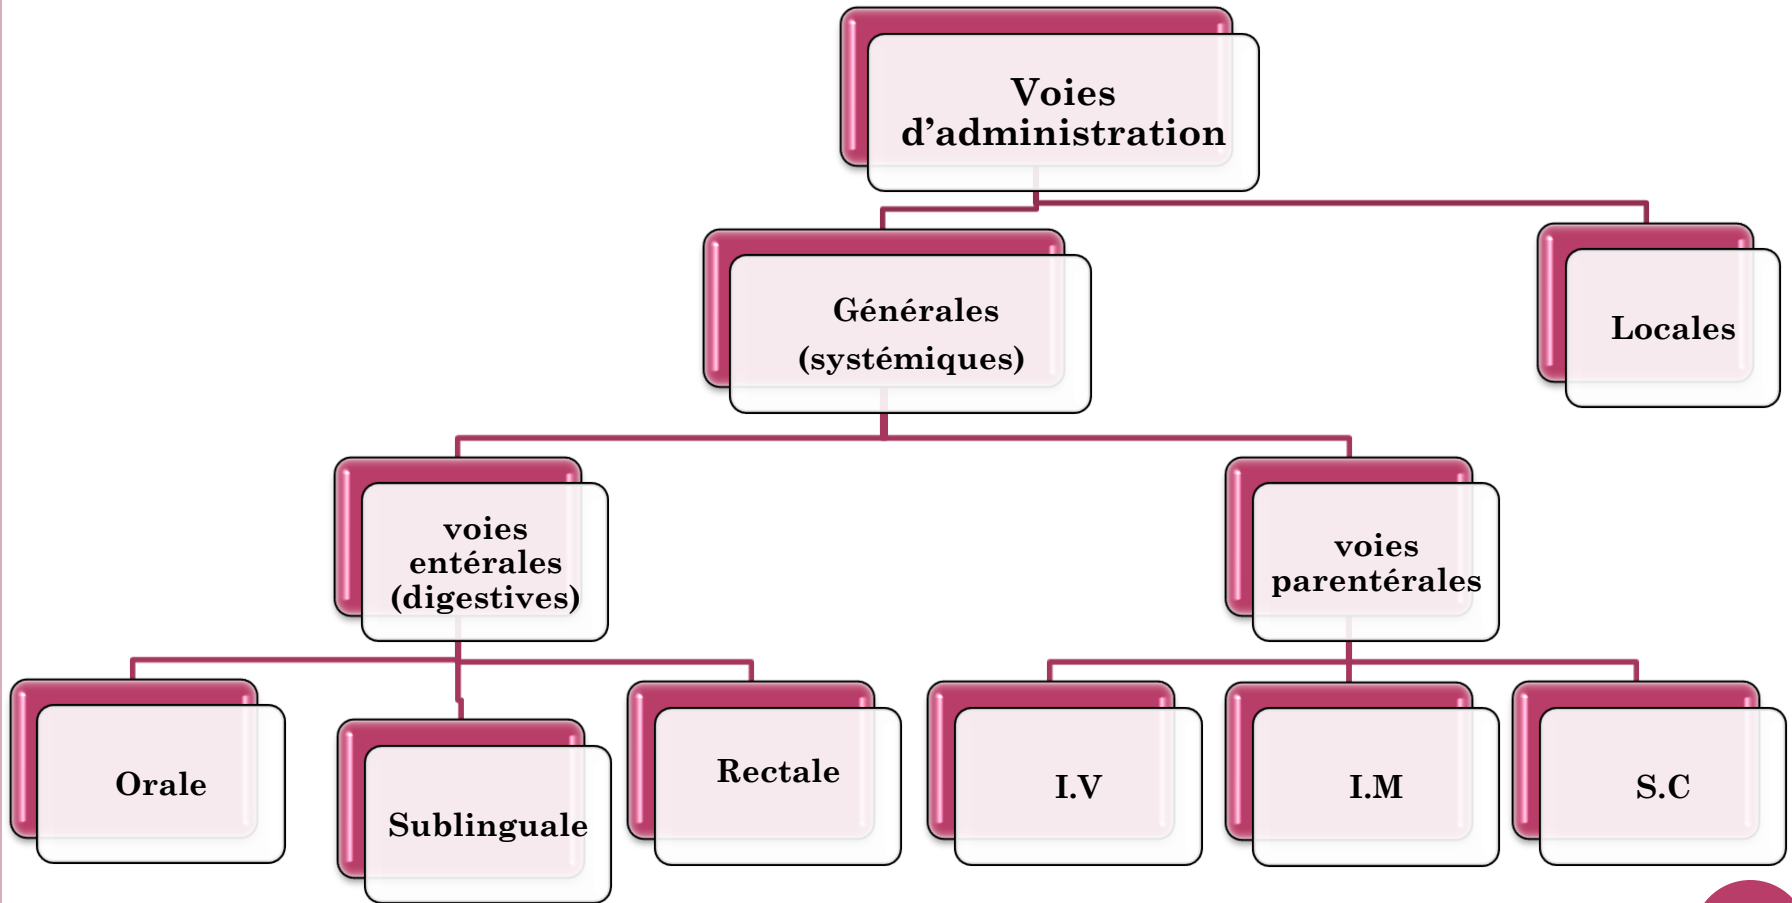 Voies
d’administration
Générales
(systémiques)
Locales
voies
entérales
(digestives)
voies
parentérales
Orale
Sublinguale
Rectale
I.V
I.M
S.C